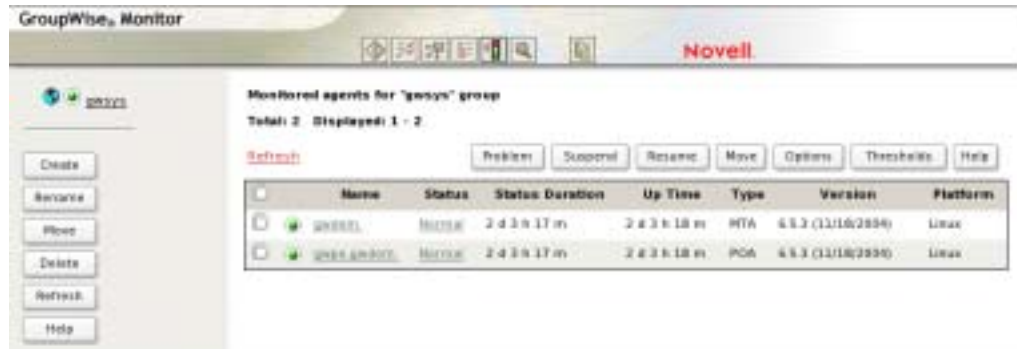 GroupWise® Monitor
Novell
gwsys
Monitored agents for "gwsys" group
Total: 2 Displayed: 1 - 2
Refresh
Problem Suspend Resume Move Options Thresholds Help
Create
Rename
Move
Delete
Refresh
Help
Name Status Status Duration Up Time Type Version Platform
gwdom. Normal 2 d 3 h 17 m 2 d 3 h 18 m MTA 6.5.3 (11/18/2004) Linux
Normal 2 d 3 h 17 m 2 d 3 h 18 m POA 6.5.3 (11/18/2004) Linux